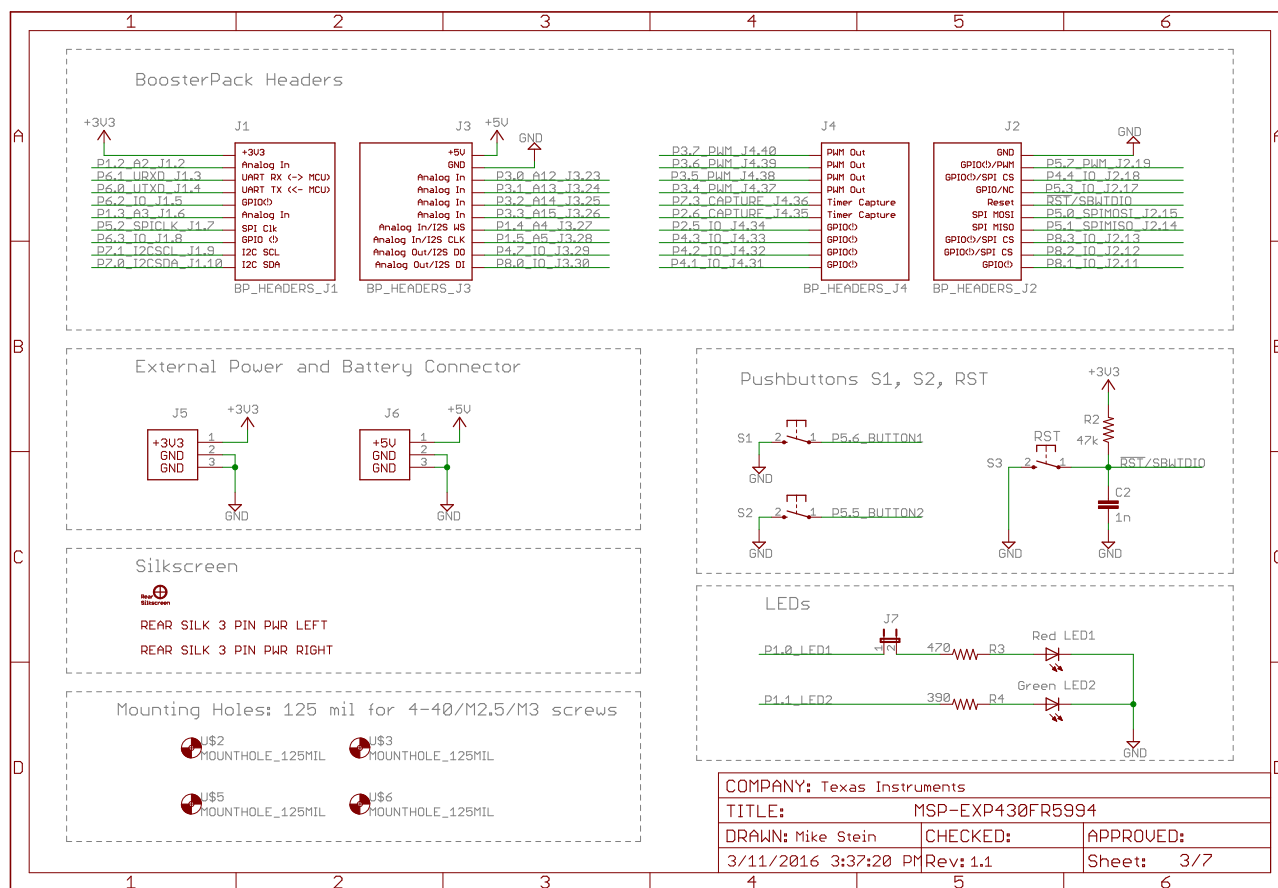 1 2 3 4 5 6
A A
B B
C C
D D
BoosterPack Headers
+3V3
J1
+3V3
P1.2_A2_J1.2 Analog In
P6.1_URXD_J1.3 UART RX (-> MCU)
P6.0_UTXD_J1.4 UART TX (<- MCU)
P6.2_IO_J1.5 GPIO(!)
P1.3_A3_J1.6 Analog In
P5.2_SPICLK_J1.7 SPI Clk
P6.3_IO_J1.8 GPIO (!)
P7.1_I2CSCL_J1.9 I2C SCL
P7.0_I2CSDA_J1.10 I2C SDA
BP_HEADERS_J1
J3
+5V
GND
+5V
GND
Analog In P3.0_A12_J3.23
Analog In P3.1_A13_J3.24
Analog In P3.2_A14_J3.25
Analog In P3.3_A15_J3.26
Analog In/I2S WS P1.4_A4_J3.27
Analog In/I2S CLK P1.5_A5_J3.28
Analog Out/I2S DO P4.7_IO_J3.29
Analog Out/I2S DI P8.0_IO_J3.30
BP_HEADERS_J3
J4
P3.7_PWM_J4.40 PWM Out
P3.6_PWM_J4.39 PWM Out
P3.5_PWM_J4.38 PWM Out
P3.4_PWM_J4.37 PWM Out
P7.3_CAPTURE_J4.36 Timer Capture
P2.6_CAPTURE_J4.35 Timer Capture
P2.5_IO_J4.34 GPIO(!)
P4.3_IO_J4.33 GPIO(!)
P4.2_IO_J4.32 GPIO(!)
P4.1_IO_J4.31 GPIO(!)
BP_HEADERS_J4
J2
GND
GND
GPIO(!)/PWM P5.7_PWM_J2.19
GPIO(!)/SPI CS P4.4_IO_J2.18
GPIO/NC P5.3_IO_J2.17
Reset RST/SBWTDIO
SPI MOSI P5.0_SPIMOSI_J2.15
SPI MISO P5.1_SPIMISO_J2.14
GPIO(!)/SPI CS P8.3_IO_J2.13
GPIO(!)/SPI CS P8.2_IO_J2.12
GPIO(!) P8.1_IO_J2.11
BP_HEADERS_J2
External Power and Battery Connector
J5
+3V3
+3V3 1
GND 2
GND 3
GND
J6
+5V
+5V 1
GND 2
GND 3
GND
Pushbuttons S1, S2, RST
S1 2 1 P5.6_BUTTON1
GND
S2 2 1 P5.5_BUTTON2
GND
+3V3
R2
47k
RST
S3 2 1 RST/SBWTDIO
C2
1n
GND GND
Silkscreen
Rear
Silkscreen
REAR SILK 3 PIN PWR LEFT
REAR SILK 3 PIN PWR RIGHT
LEDs
J7
P1.0_LED1 1 2 470 R3 Red LED1
P1.1_LED2 390 R4 Green LED2
GND
Mounting Holes: 125 mil for 4-40/M2.5/M3 screws
U$2
MOUNTHOLE_125MIL
U$3
MOUNTHOLE_125MIL
U$5
MOUNTHOLE_125MIL
U$6
MOUNTHOLE_125MIL
COMPANY: Texas Instruments
TITLE: MSP-EXP430FR5994
DRAWN: Mike Stein CHECKED: APPROVED:
3/11/2016 3:37:20 PM Rev: 1.1 Sheet: 3/7
1 2 3 4 5 6